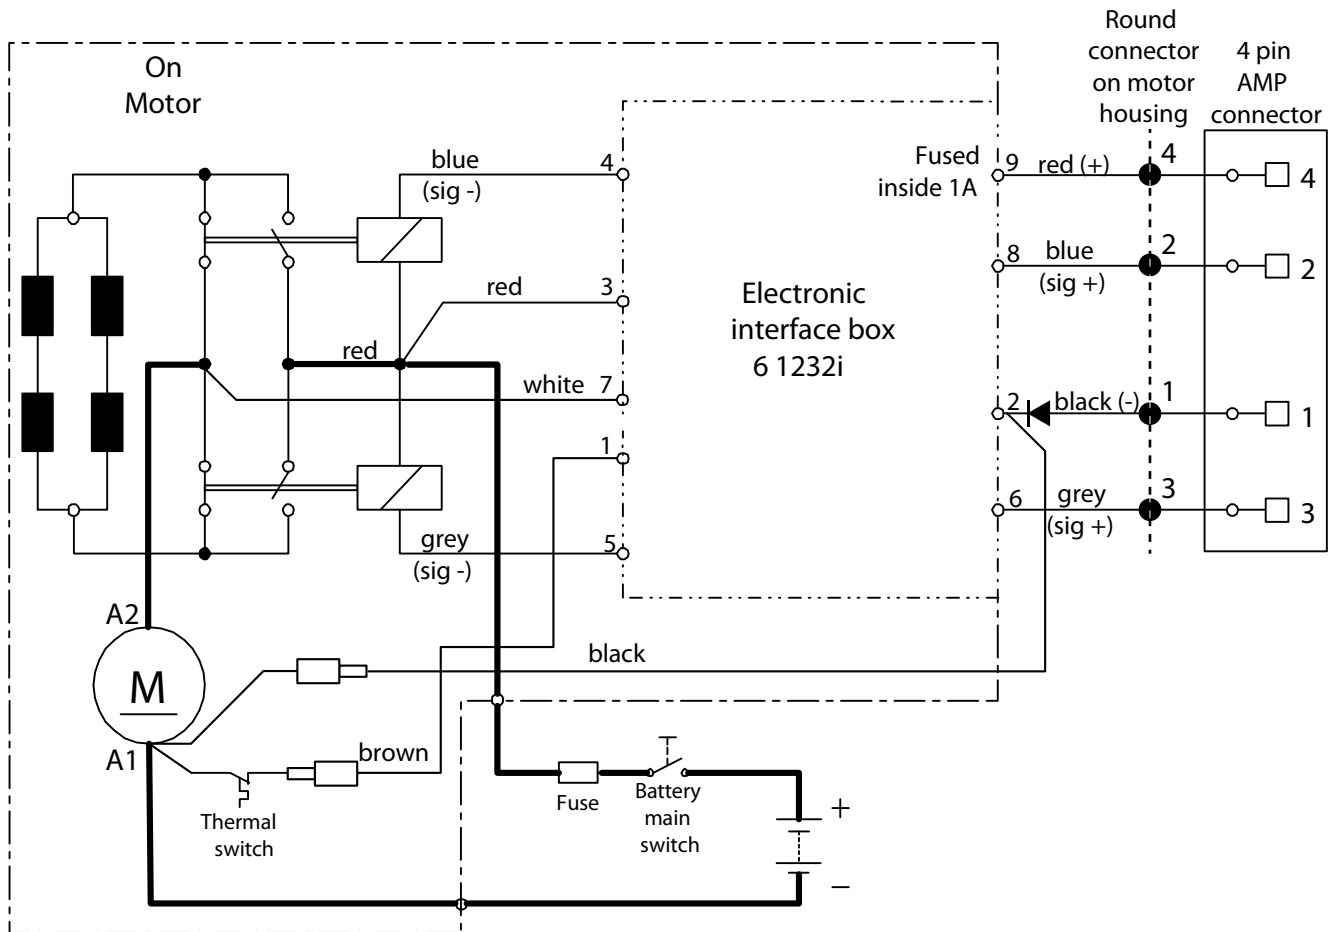 On
Motor
Round
connector
on motor
housing
4 pin
AMP
connector
blue
(sig -)
4
Fused
inside 1A
9
red (+)
4
4
8
blue
(sig +)
2
2
red
3
Electronic
interface box
6 1232i
red
white
7
2
black (-)
1
1
1
6
grey
(sig +)
3
3
grey
(sig -)
5
A2
M
black
A1
brown
Thermal
switch
Fuse
Battery
main
switch
+
–